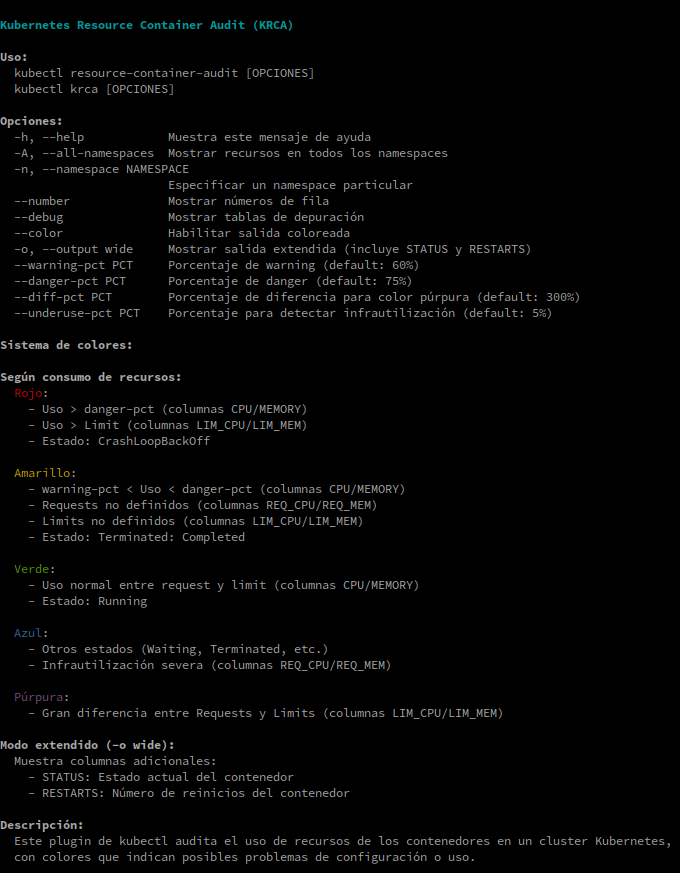 Kubernetes Resource Container Audit (KRCA)
Uso:
kubectl resource-container-audit [OPCIONES]
kubectl krca [OPCIONES]
Opciones:
-h, --help Muestra este mensaje de ayuda
-A, --all-namespaces Mostrar recursos en todos los namespaces
-n, --namespace NAMESPACE
Especificar un namespace particular
--number Mostrar números de fila
--debug Mostrar tablas de depuración
--color Habilitar salida coloreada
-o, --output wide Mostrar salida extendida (incluye STATUS y RESTARTS)
--warning-pct PCT Porcentaje de warning (default: 60%)
--danger-pct PCT Porcentaje de danger (default: 75%)
--diff-pct PCT Porcentaje de diferencia para color púrpura (default: 300%)
--underuse-pct PCT Porcentaje para detectar infrautilización (default: 5%)
Sistema de colores:
Según consumo de recursos:
Rojo:
- Uso > danger-pct (columnas CPU/MEMORY)
- Uso > Limit (columnas LIM_CPU/LIM_MEM)
- Estado: CrashLoopBackOff
Amarillo:
- warning-pct < Uso < danger-pct (columnas CPU/MEMORY)
- Requests no definidos (columnas REQ_CPU/REQ_MEM)
- Limits no definidos (columnas LIM_CPU/LIM_MEM)
- Estado: Terminated: Completed
Verde:
- Uso normal entre request y limit (columnas CPU/MEMORY)
- Estado: Running
Azul:
- Otros estados (Waiting, Terminated, etc.)
- Infrautilización severa (columnas REQ_CPU/REQ_MEM)
Púrpura:
- Gran diferencia entre Requests y Limits (columnas LIM_CPU/LIM_MEM)
Modo extendido (-o wide):
Muestra columnas adicionales:
- STATUS: Estado actual del contenedor
- RESTARTS: Número de reinicios del contenedor
Descripción:
Este plugin de kubectl audita el uso de recursos de los contenedores en un cluster Kubernetes,
con colores que indican posibles problemas de configuración o uso.